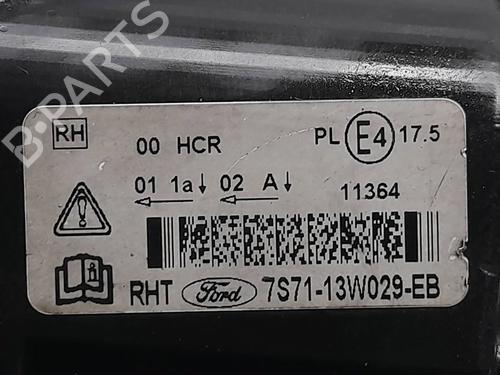 RH
00 HCR
PL E4 17.5
01 1a↓ 02 A↓
11364
RHT Ford 7S71-13W029-EB
B-PARTS